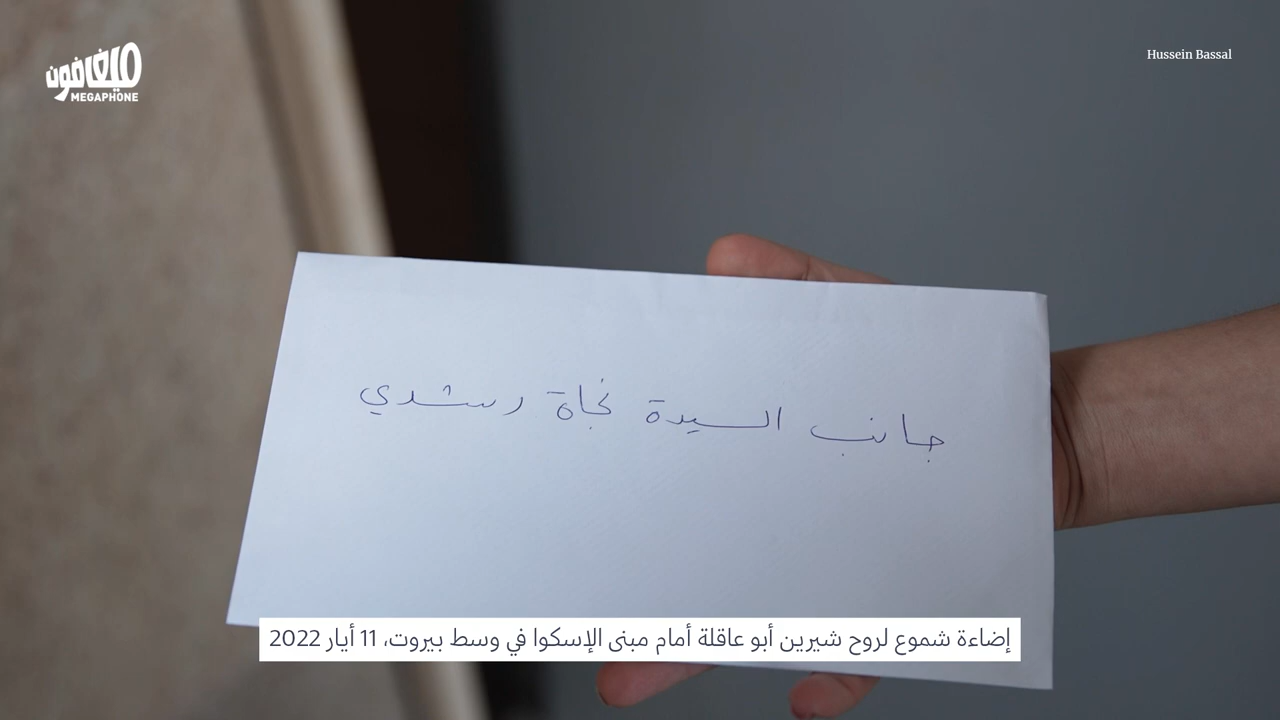 ميغافون
MEGAPHONE
Hussein Bassal
جانب السيدة نجاة رشدي
إضاءة شموع لروح شيرين أبو عاقلة أمام مبنى الإسكوا في وسط بيروت، 11 أيار 2022